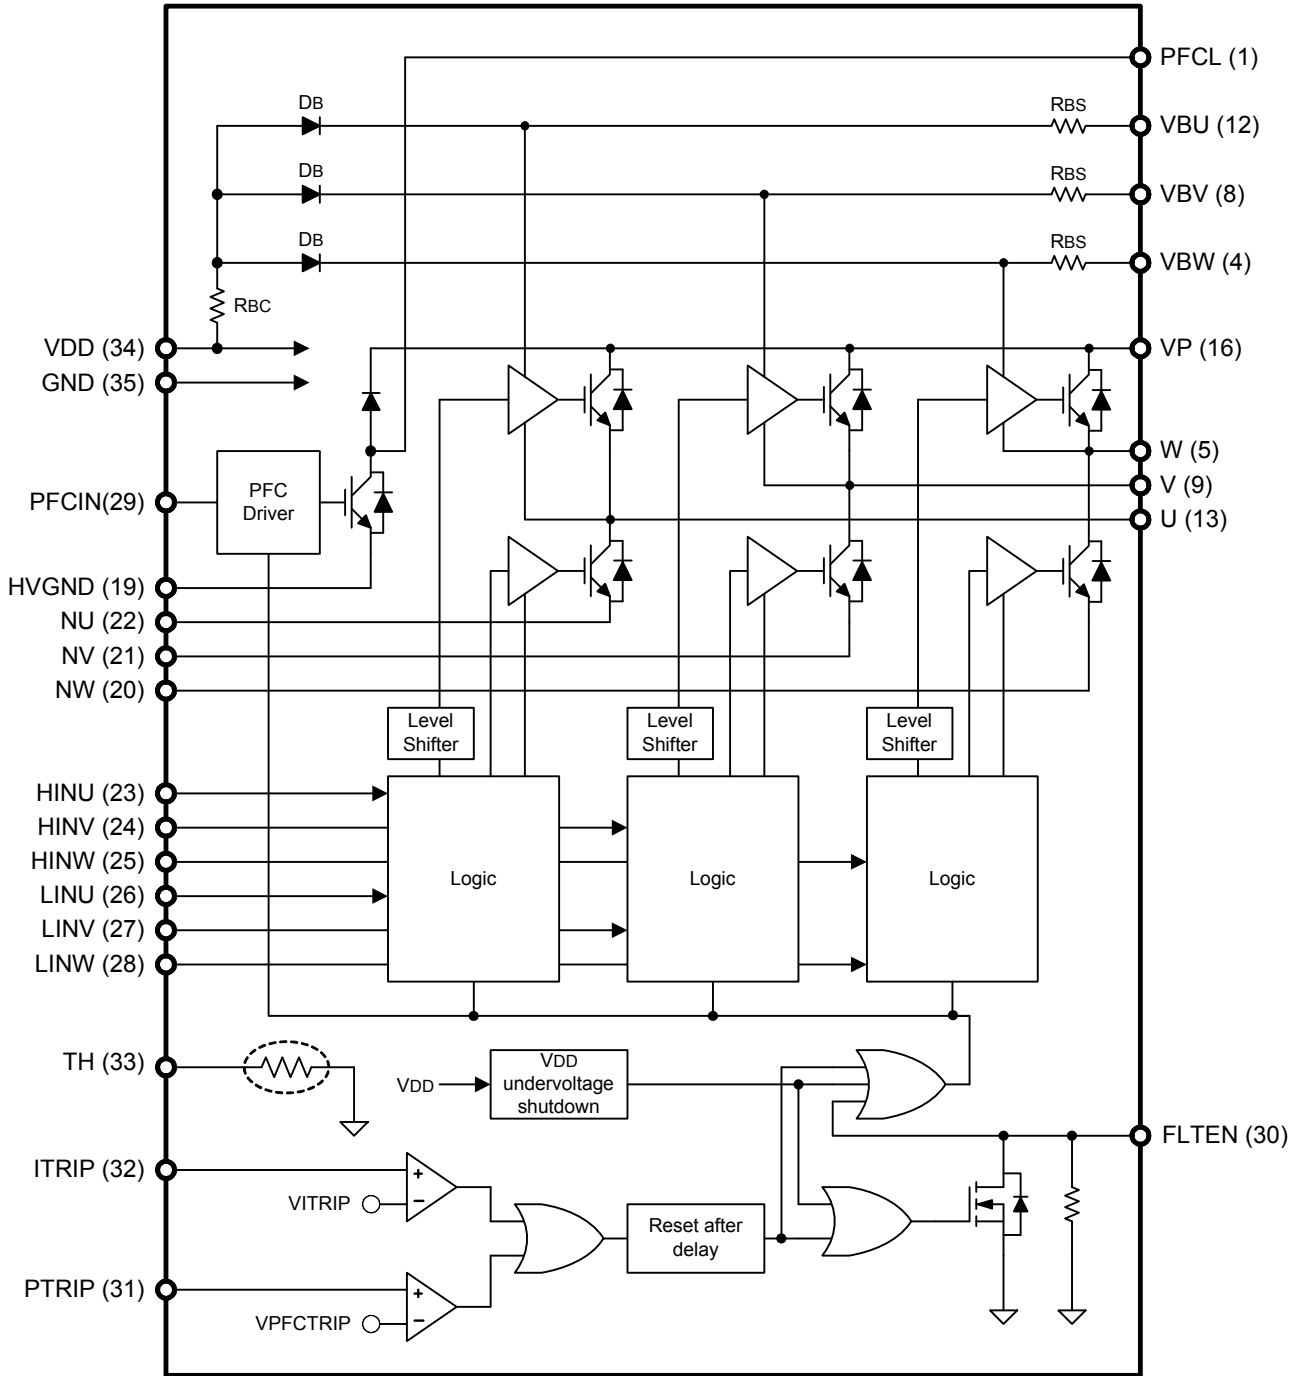 PFCL (1)
DB
RBS
VBU (12)
DB
RBS
VBV (8)
DB
RBS
VBW (4)
RBC
VDD (34)
VP (16)
GND (35)
W (5)
PFC
Driver
PFCIN(29)
V (9)
U (13)
HVGND (19)
NU (22)
NV (21)
NW (20)
Level
Shifter
Level
Shifter
Level
Shifter
HINU (23)
HINV (24)
HINW (25)
LINU (26)
LINV (27)
LINW (28)
Logic
Logic
Logic
TH (33)
VDD
VDD
undervoltage
shutdown
FLTEN (30)
ITRIP (32)
+
−
VITRIP
Reset after
delay
PTRIP (31)
+
−
VPFCTRIP